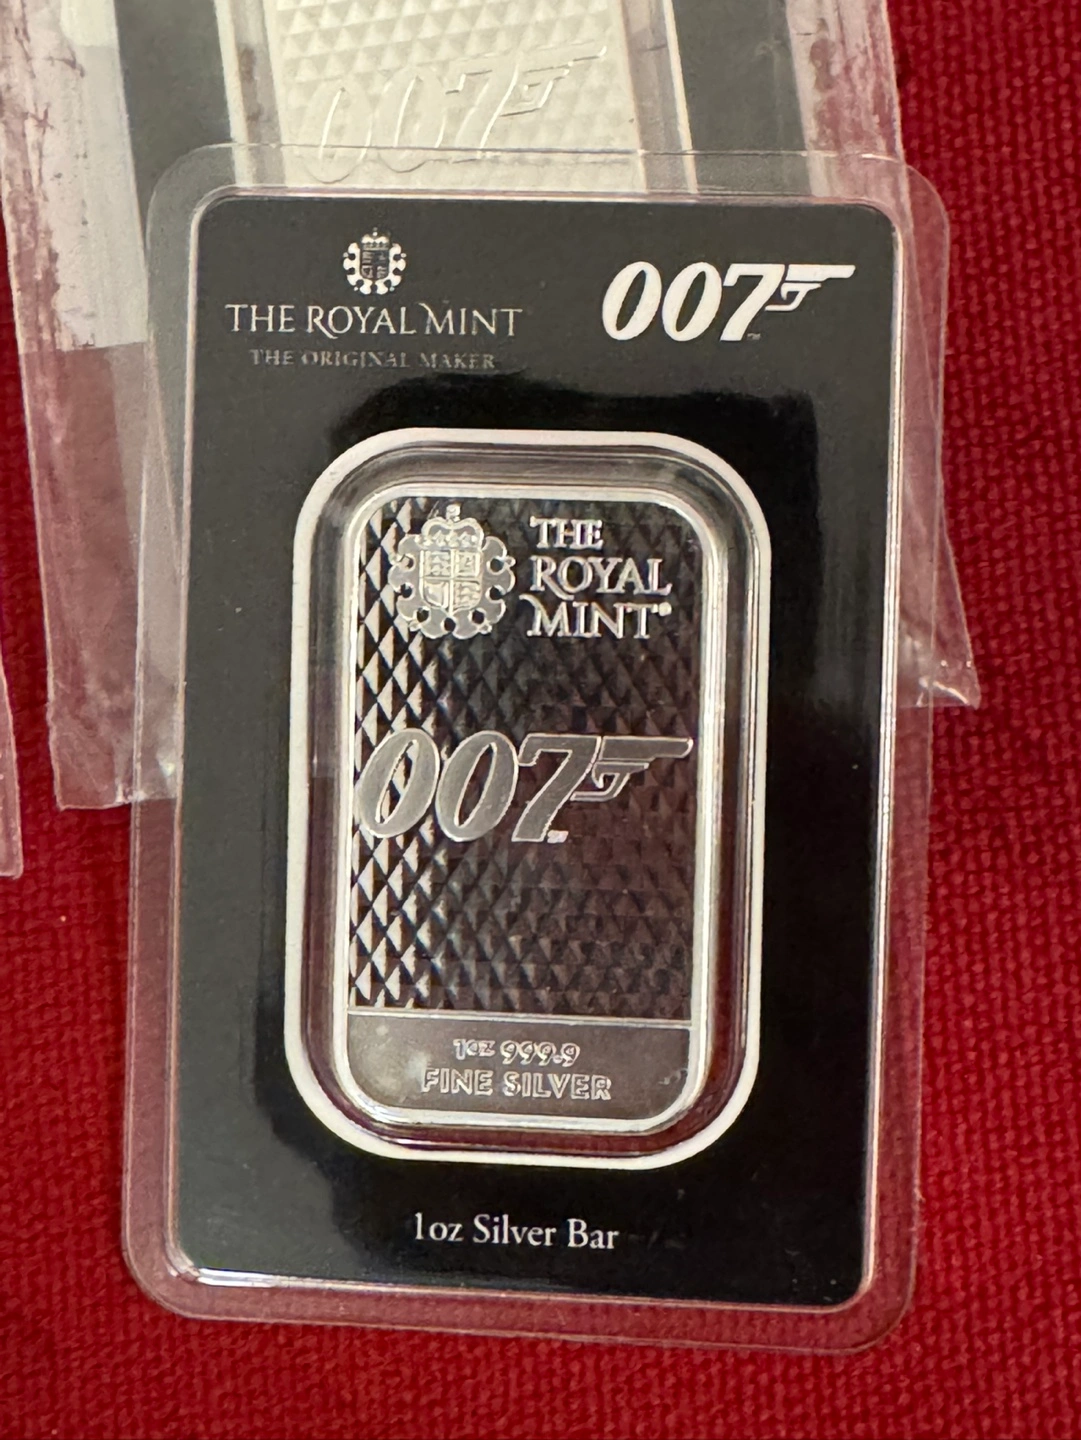 007
THE ROYAL MINT
THE ORIGINAL MAKER
007
THE
ROYAL
MINT®
007
1oz 999.9
FINE SILVER
1oz Silver Bar